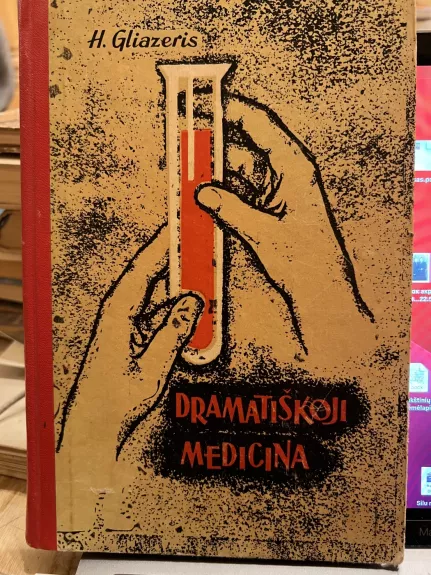 H. Gliazeris
DRAMATIŠKOJI
MEDICINA